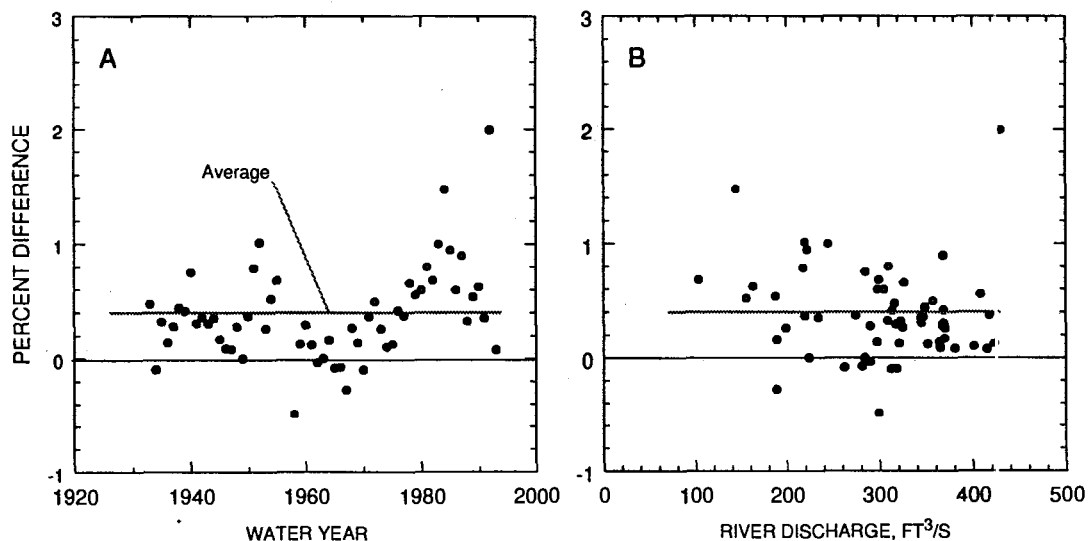 A
B
PERCENT DIFFERENCE
Average
3
2
1
0
-1
1920 1940 1960 1980 2000
WATER YEAR
3
2
1
0
-1
0 100 200 300 400 500
RIVER DISCHARGE, FT³/S